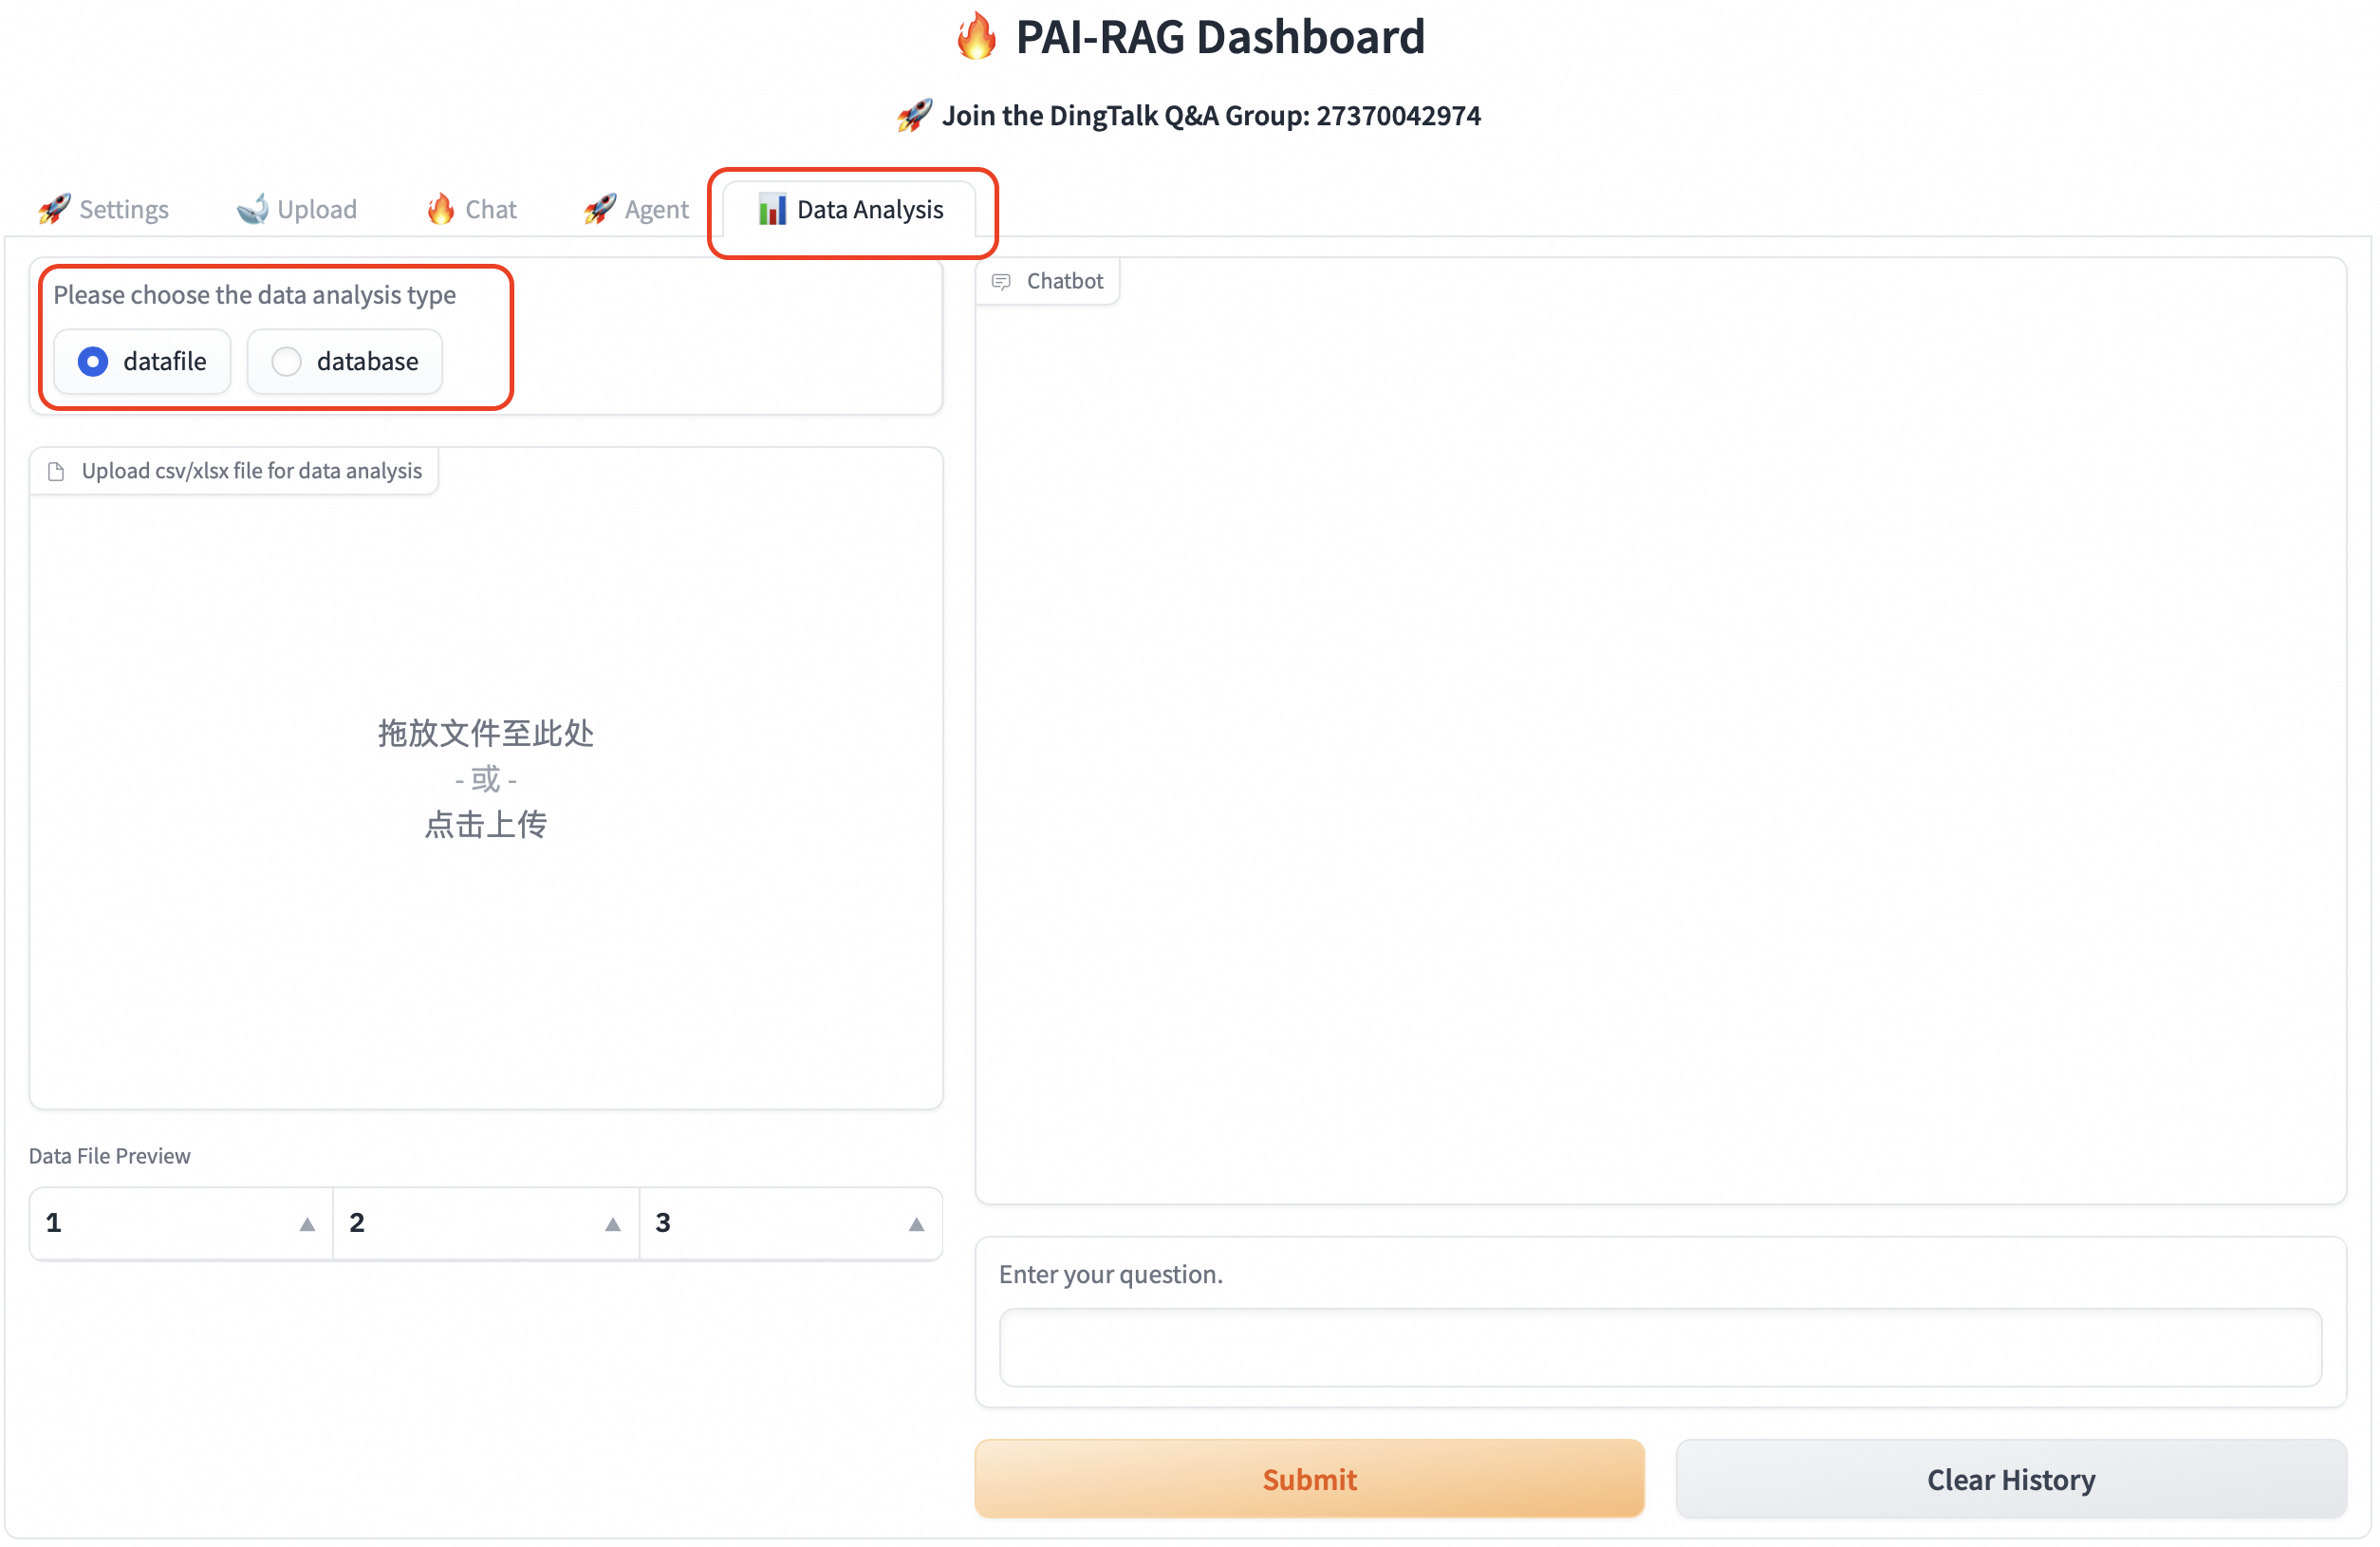 PAI-RAG Dashboard
Join the DingTalk Q&A Group: 27370042974
Settings
Upload
Chat
Agent
Data Analysis
Please choose the data analysis type
datafile
database
Upload csv/xlsx file for data analysis
拖放文件至此处
- 或 -
点击上传
Data File Preview
1
2
3
Chatbot
Enter your question.
Submit
Clear History